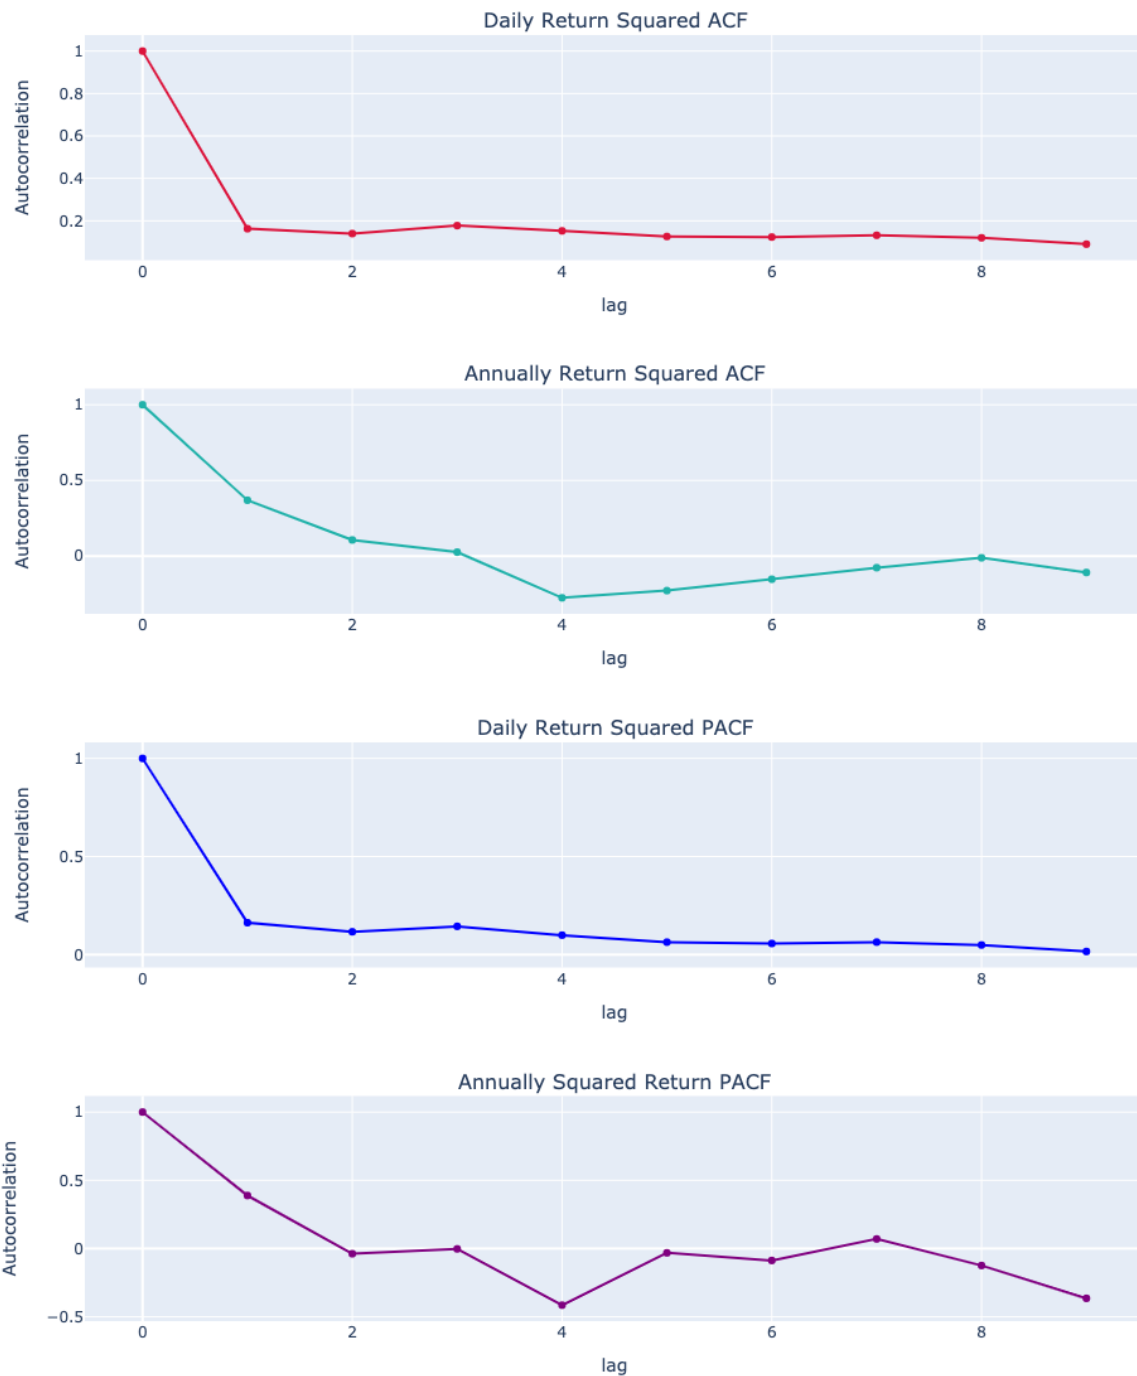 Daily Return Squared ACF
1
0.8
0.6
0.4
0.2
Autocorrelation
0 2 4 6 8
lag
Annually Return Squared ACF
1
0.5
0
Autocorrelation
0 2 4 6 8
lag
Daily Return Squared PACF
1
0.5
0
Autocorrelation
0 2 4 6 8
lag
Annually Squared Return PACF
1
0.5
0
−0.5
Autocorrelation
0 2 4 6 8
lag